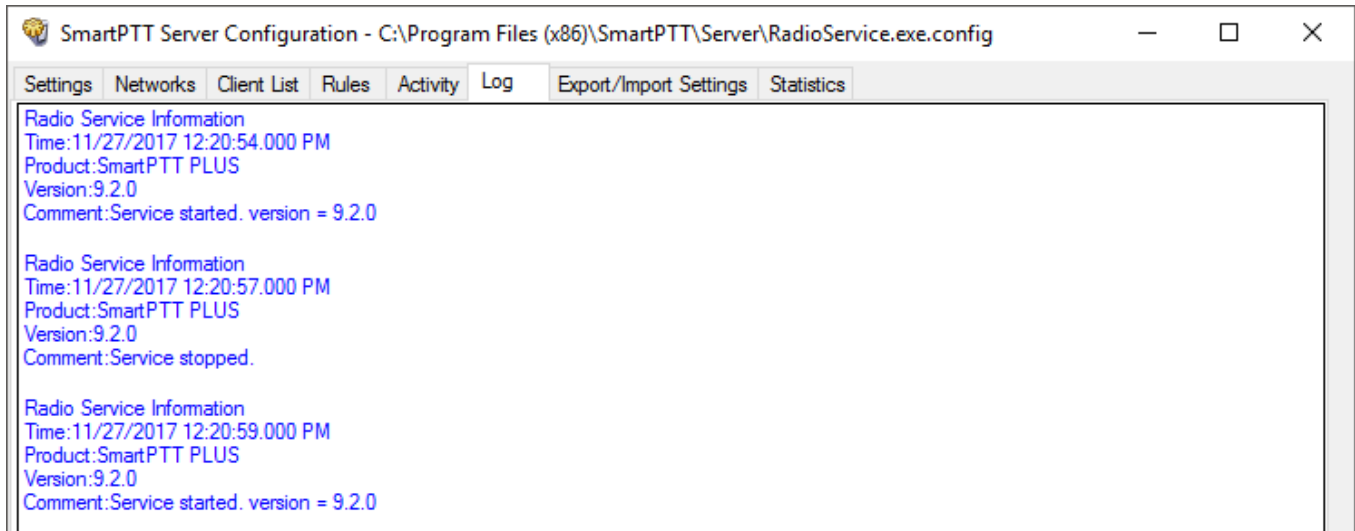 SmartPTT Server Configuration - C:\Program Files (x86)\SmartPTT\Server\RadioService.exe.config
Settings Networks Client List Rules Activity Log Export/Import Settings Statistics
Radio Service Information
Time:11/27/2017 12:20:54.000 PM
Product:SmartPTT PLUS
Version:9.2.0
Comment:Service started. version = 9.2.0
Radio Service Information
Time:11/27/2017 12:20:57.000 PM
Product:SmartPTT PLUS
Version:9.2.0
Comment:Service stopped.
Radio Service Information
Time:11/27/2017 12:20:59.000 PM
Product:SmartPTT PLUS
Version:9.2.0
Comment:Service started. version = 9.2.0